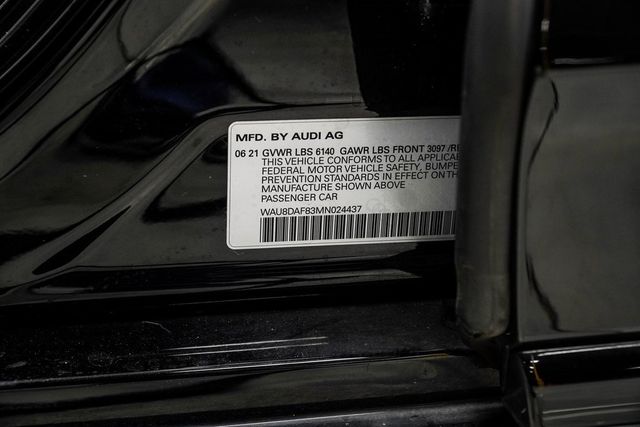 MFD. BY AUDI AG
06 21 GVWR LBS 6140 GAWR LBS FRONT 3097 /RE
THIS VEHICLE CONFORMS TO ALL APPLICAB
FEDERAL MOTOR VEHICLE SAFETY, BUMPE
PREVENTION STANDARDS IN EFFECT ON TH
MANUFACTURE SHOWN ABOVE
PASSENGER CAR
WAU8DAF83MN024437